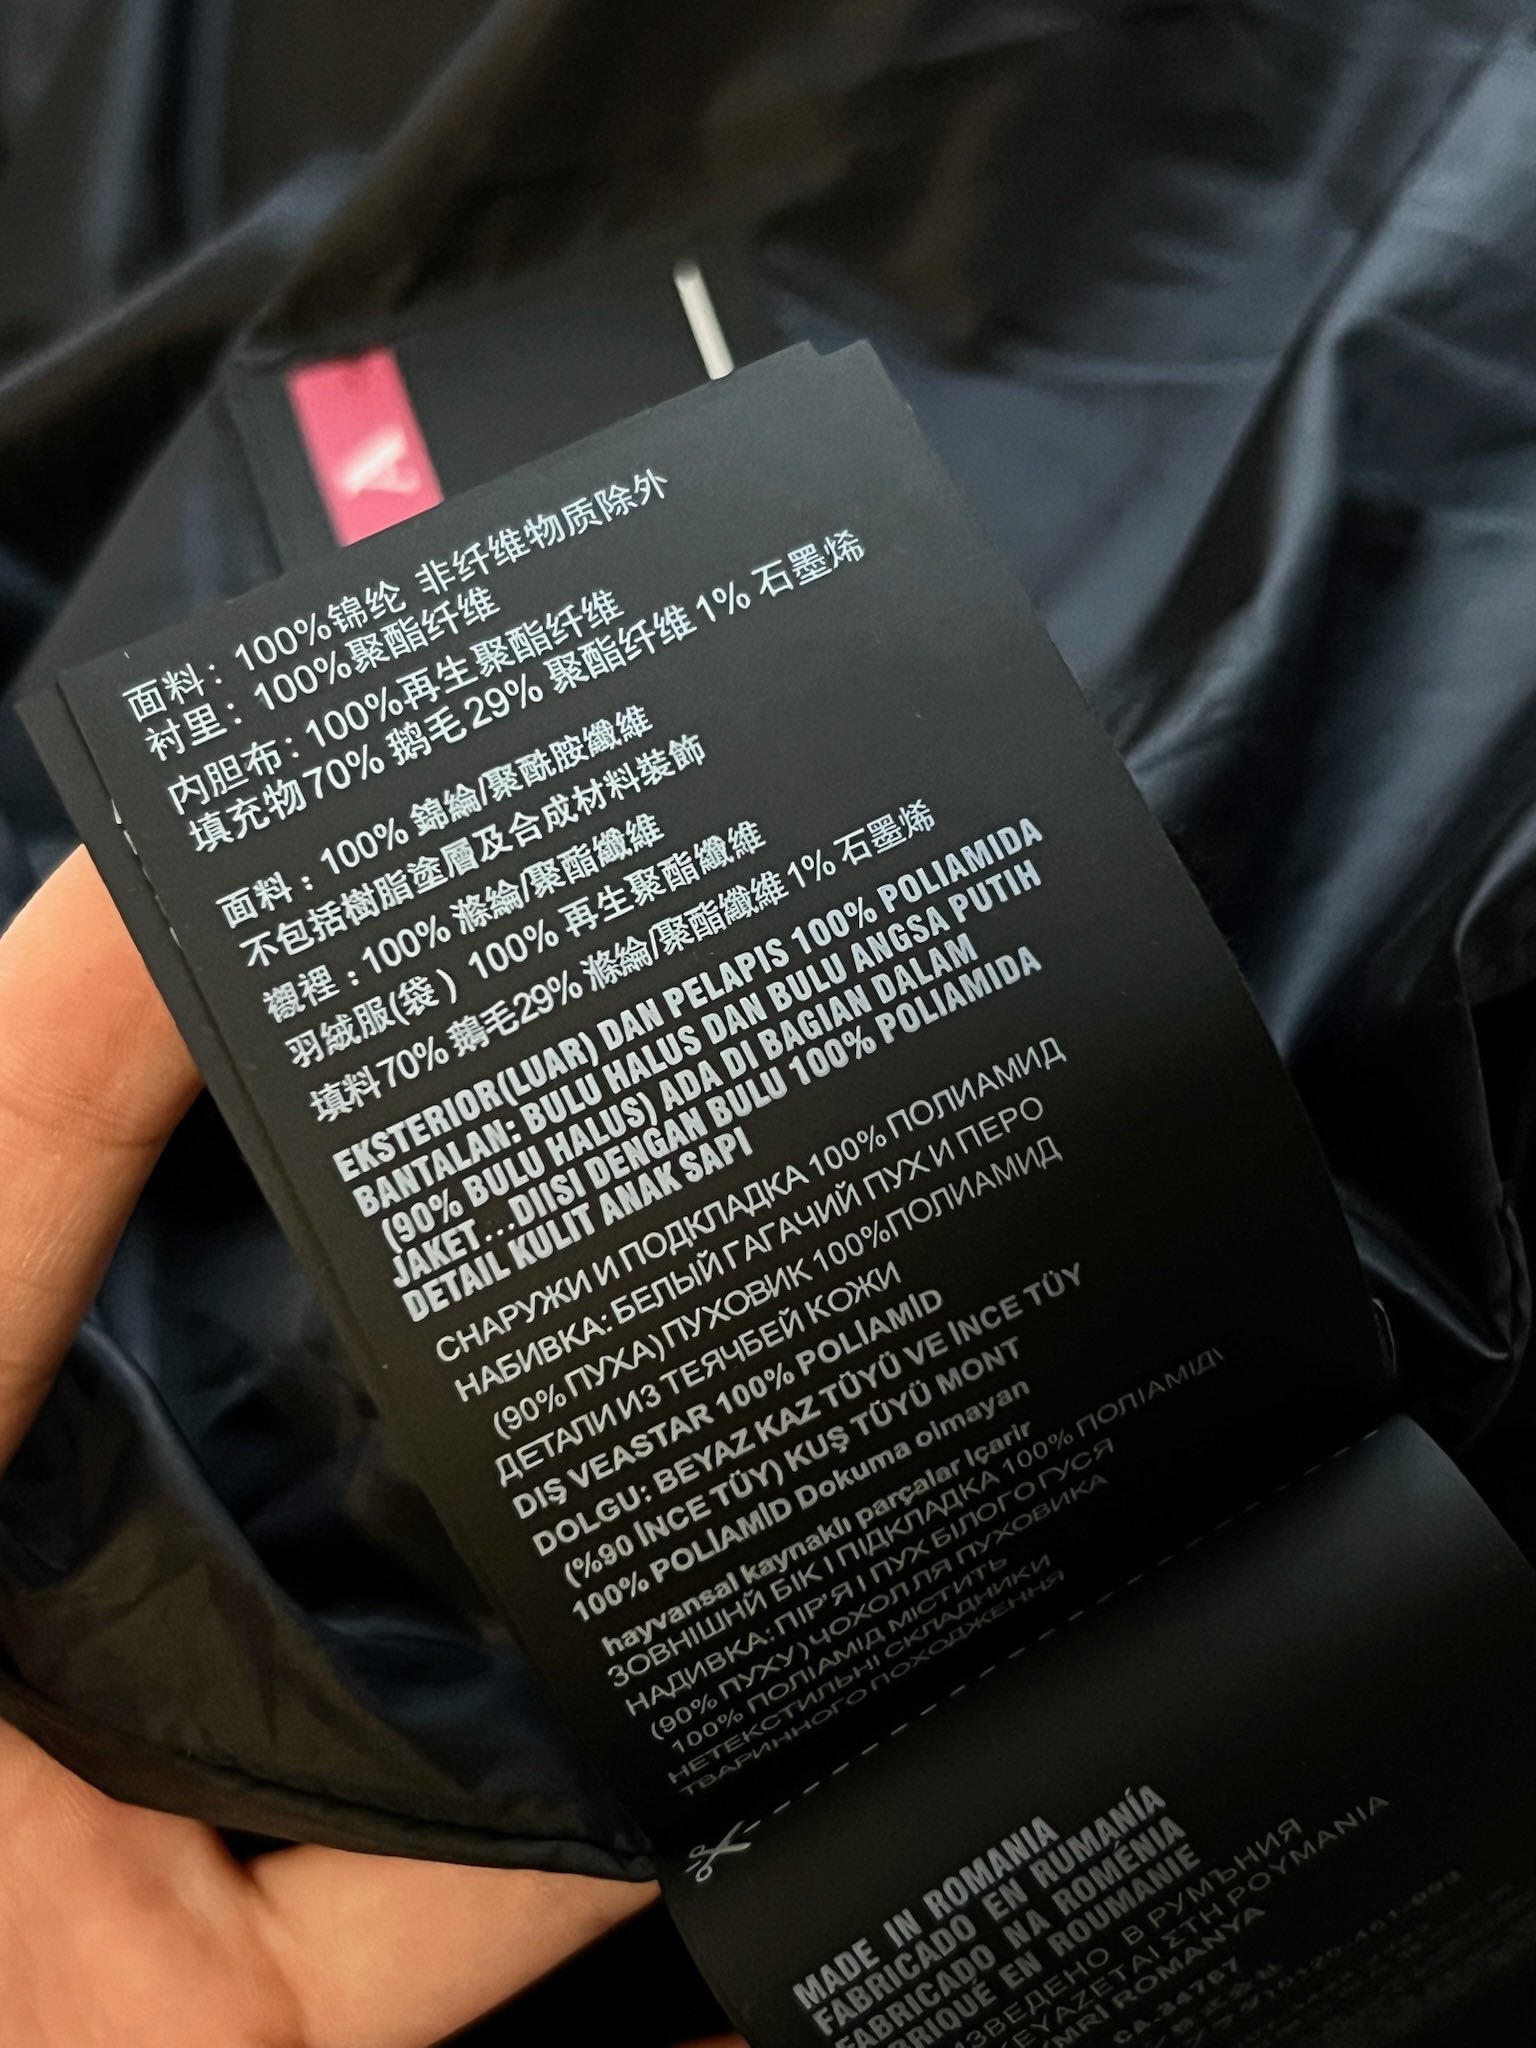 面料：100%锦纶 非纤维物质除外
衬里：100%聚酯纤维
内胆布：100%再生聚酯纤维
填充物70% 鹅毛29% 聚酯纤维1% 石墨烯
面料：100% 錦綸/聚酰胺纖維
不包括樹脂塗層及合成材料裝飾
襯裡：100% 滌綸/聚酯纖維
羽絨服(袋) 100% 再生聚酯纖維
填料70% 鵝毛29% 滌綸/聚酯纖維1% 石墨烯
EKSTERIOR(LUAR) DAN PELAPIS 100% POLIAMIDA
BANTALAN: BULU HALUS DAN BULU ANGSA PUTIH
(90% BULU HALUS) ADA DI BAGIAN DALAM
JAKET...DIISI DENGAN BULU 100% POLIAMIDA
DETAIL KULIT ANAK SAPI
СНАРУЖИ И ПОДКЛАДКА 100% ПОЛИАМИД
НАБИВКА: БЕЛЫЙ ГАГАЧИЙ ПУХ И ПЕРО
(90% ПУХА) ПУХОВИК 100%ПОЛИАМИД
ДЕТАЛИ ИЗ ТЕЯЧЬЕЙ КОЖИ
DIŞ VEASTAR 100% POLİAMİD
DOLGU: BEYAZ KAZ TÜYÜ VE İNCE TÜY
(%90 İNCE TÜY) KUŞ TÜYÜ MONT
100% POLİAMİD Dokuma olmayan
hayvansal kaynaklı parçalar içarir
ЗОВНІШНЙ БІК І ПІДКЛАДКА 100% ПОЛІАМІД\
НАДИВКА: ПІР'Я І ПУХ БІЛОГО ГУСЯ
(90% ПУХУ) ЧОХОЛ ЛЯ ПУХОВИКА
100% ПОЛІАМІД МІСТИТЬ
НЕТЕКСТИЛЬНІ СКЛАДНИКИ
ТВАРИННОГО ПОХОДЖЕННЯ
MADE IN ROMANIA
FABRICADO EN RUMANÍA
FABRICADO NA ROMÉNIA
EN ROUMANIE
В РУМЪНИЯ
ΣΤΗ ΡΟΥΜΑΝΙΑ
ROMANYA
CA.34767